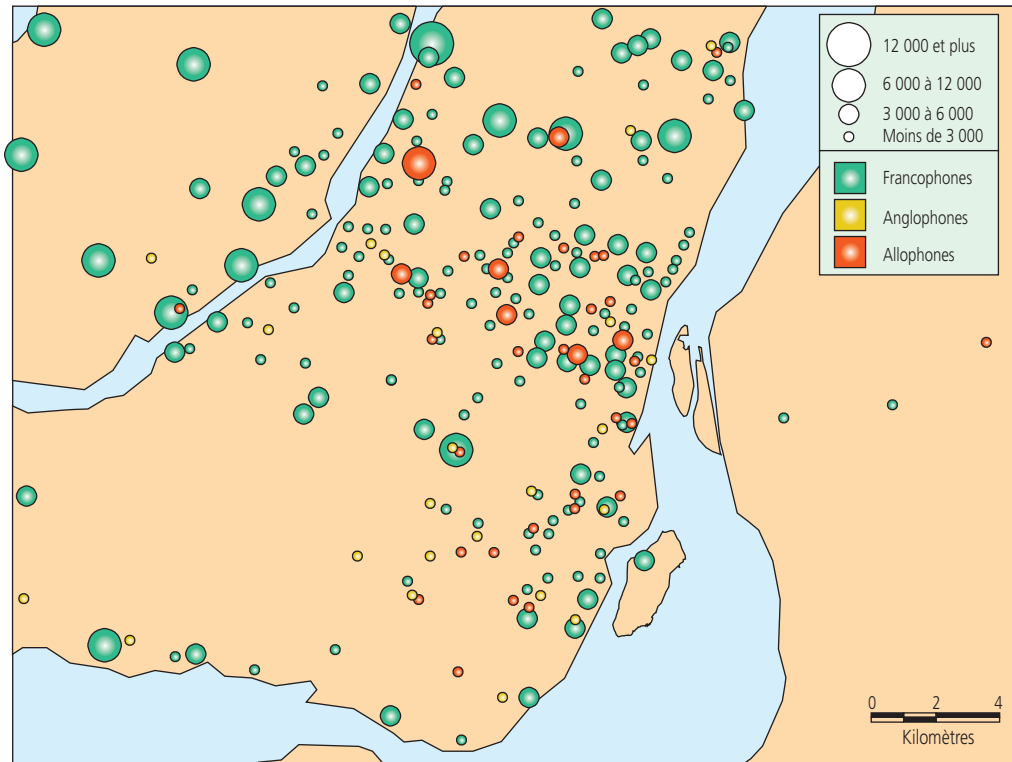 12 000 et plus
6 000 à 12 000
3 000 à 6 000
Moins de 3 000
Francophones
Anglophones
Allophones
0 2 4
Kilomètres